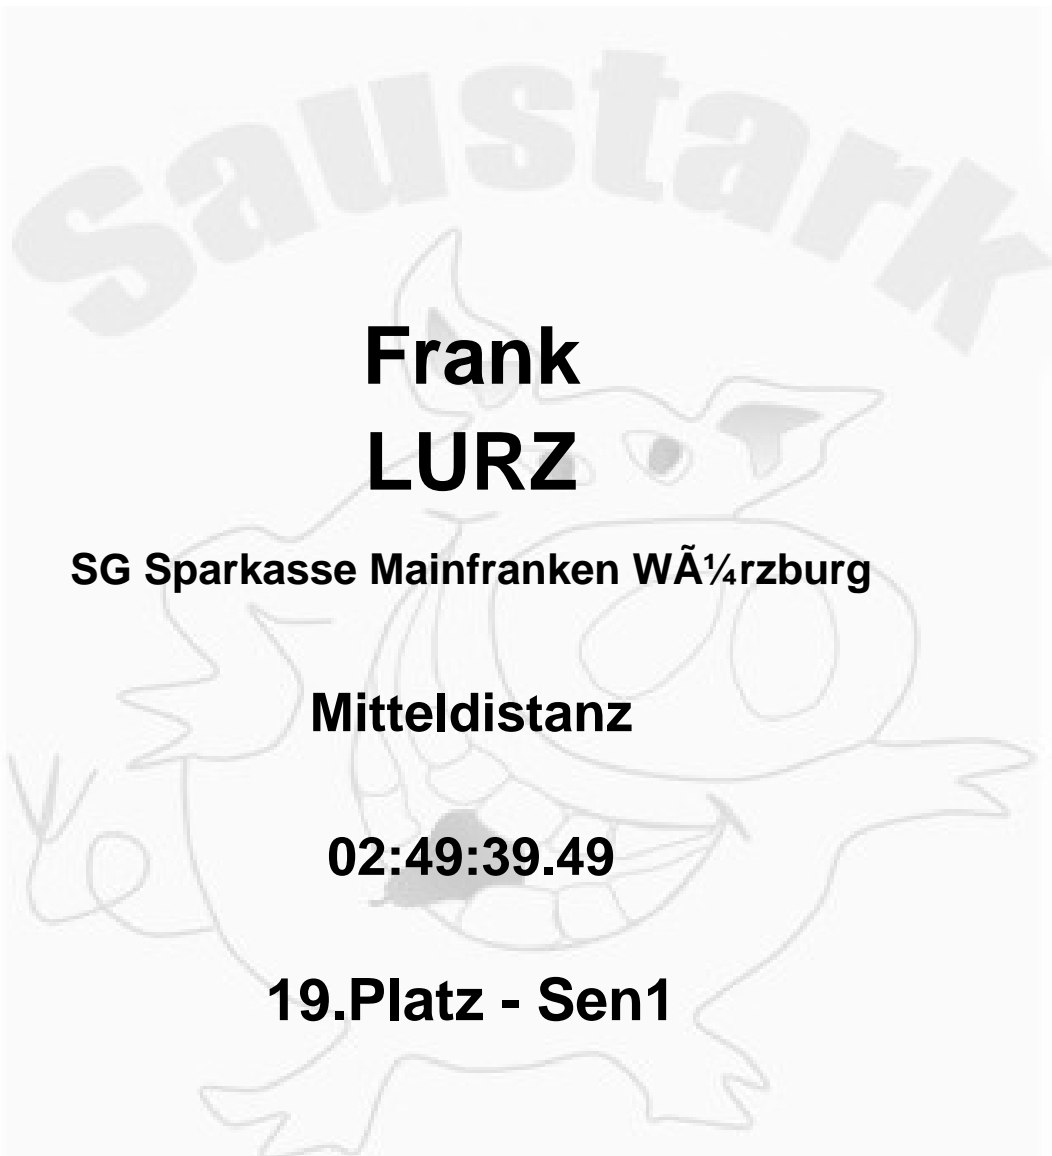 Saustark
Frank
LURZ
SG Sparkasse Mainfranken WÃ¼rzburg
Mitteldistanz
02:49:39.49
19.Platz - Sen1